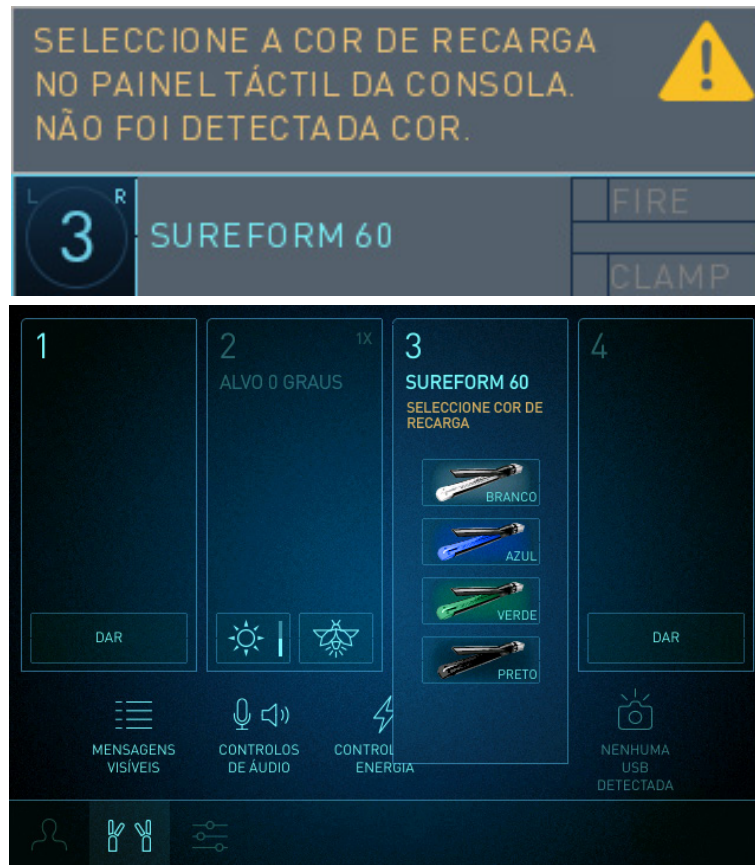 SELECCIONE A COR DE RECARGA
NO PAINEL TÁCTIL DA CONSOLA.
NÃO FOI DETECTADA COR.
L
R
3
SUREFORM 60
FIRE
CLAMP
1
2
1X
ALVO 0 GRAUS
3
SUREFORM 60
SELECCIONE COR DE
RECARGA
4
BRANCO
AZUL
VERDE
PRETO
DAR
DAR
MENSAGENS
VISÍVEIS
CONTROLOS
DE ÁUDIO
CONTROL
ENERGIA
NENHUMA
USB
DETECTADA